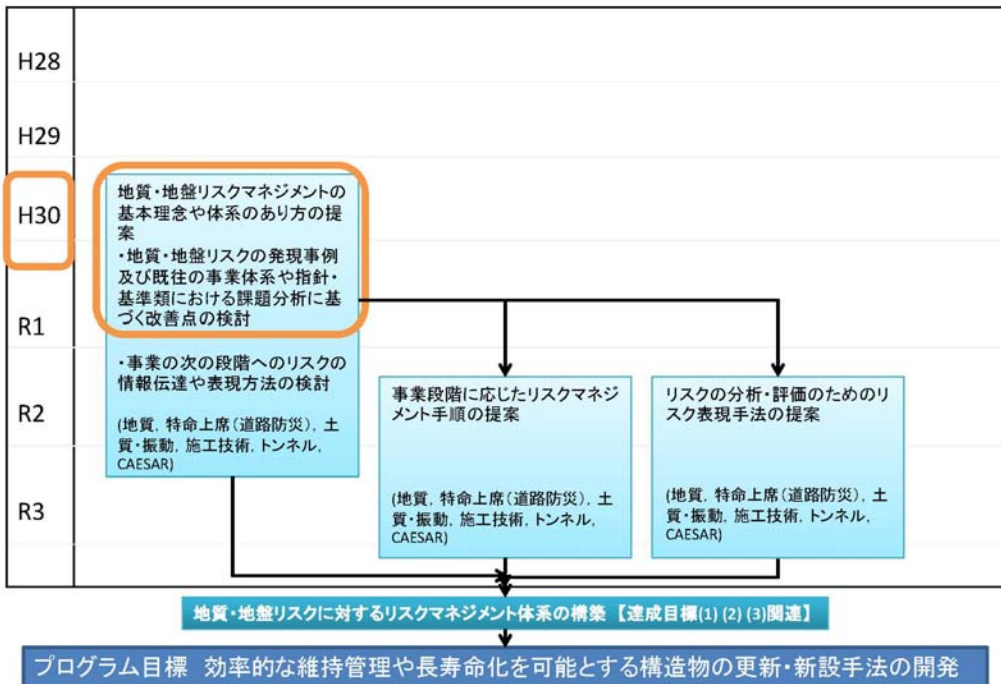 H28
H29
H30
R1
R2
R3
地質・地盤リスクマネジメントの
基本理念や体系のあり方の提
案
・地質・地盤リスクの発現事例
及び既往の事業体系や指針・
基準類における課題分析に基
づく改善点の検討
・事業の次の段階へのリスクの
情報伝達や表現方法の検討
(地質, 特命上席(道路防災), 土
質・振動, 施工技術, トンネル,
CAESAR)
事業段階に応じたリスクマネジ
メント手順の提案
(地質, 特命上席(道路防災), 土
質・振動, 施工技術, トンネル,
CAESAR)
リスクの分析・評価のためのリ
スク表現手法の提案
(地質, 特命上席(道路防災), 土
質・振動, 施工技術, トンネル,
CAESAR)
地質・地盤リスクに対するリスクマネジメント体系の構築 【達成目標(1) (2) (3)関連】
プログラム目標 効率的な維持管理や長寿命化を可能とする構造物の更新・新設手法の開発